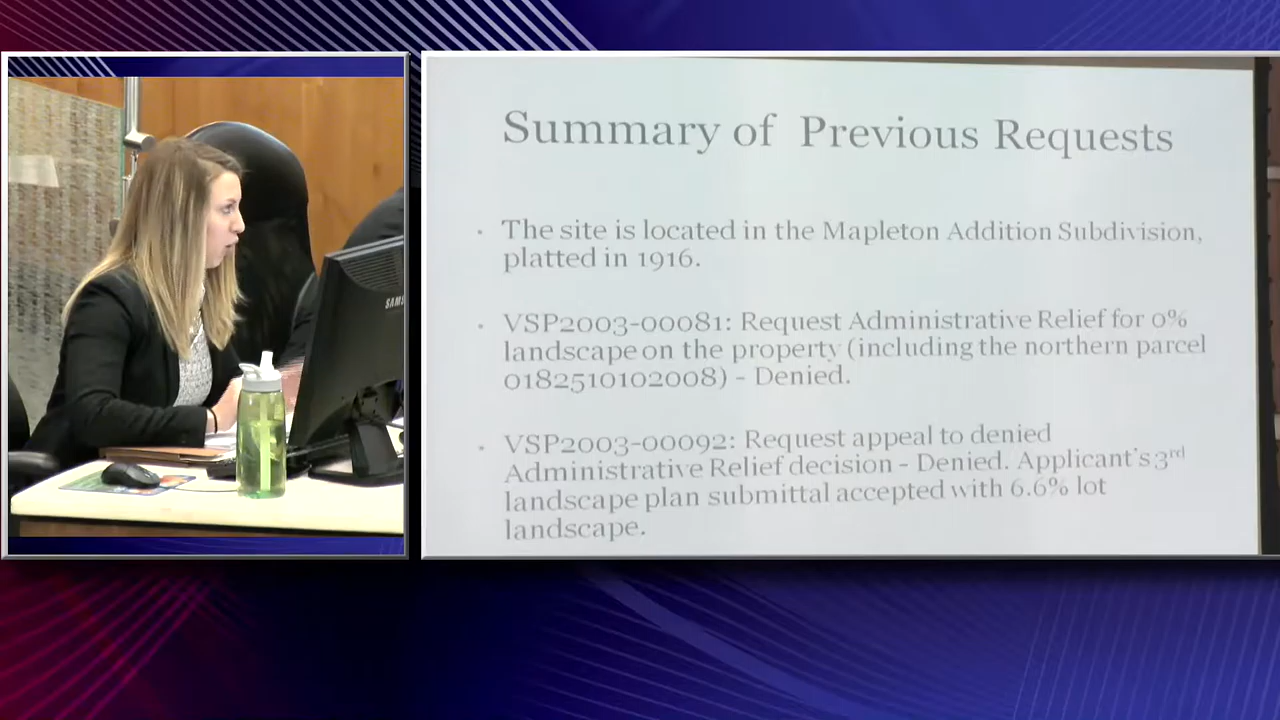 Summary of Previous Requests
· The site is located in the Mapleton Addition Subdivision,
platted in 1916.
· VSP2003-00081: Request Administrative Relief for 0%
landscape on the property (including the northern parcel
0182510102008) – Denied.
· VSP2003-00092: Request appeal to denied
Administrative Relief decision – Denied. Applicant's 3rd
landscape plan submittal accepted with 6.6% lot
landscape.
SAMS